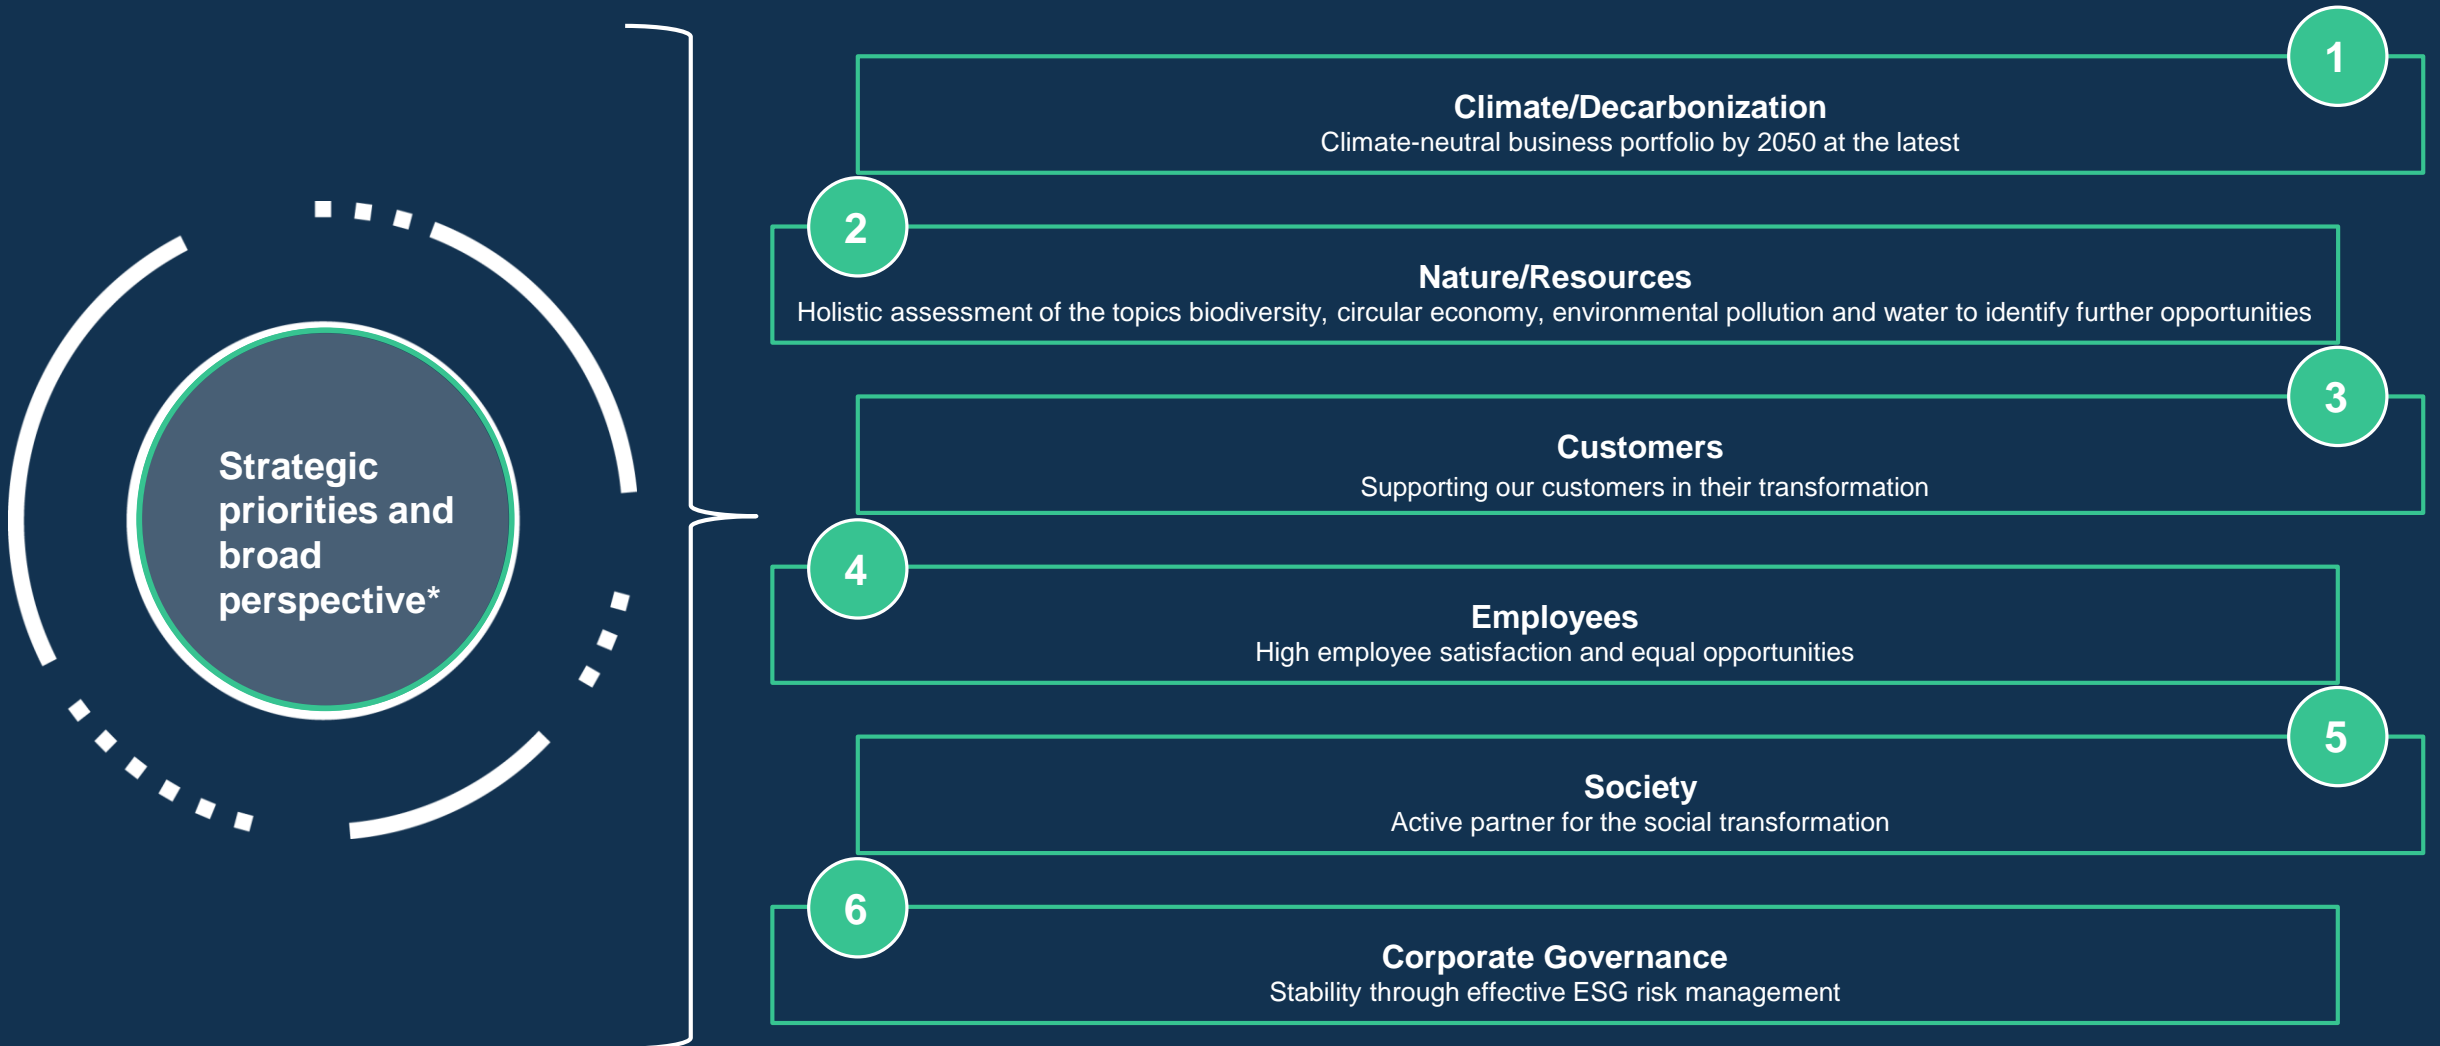 Strategic
priorities and
broad
perspective*
1
Climate/Decarbonization
Climate-neutral business portfolio by 2050 at the latest
2
Nature/Resources
Holistic assessment of the topics biodiversity, circular economy, environmental pollution and water to identify further opportunities
3
Customers
Supporting our customers in their transformation
4
Employees
High employee satisfaction and equal opportunities
5
Society
Active partner for the social transformation
6
Corporate Governance
Stability through effective ESG risk management